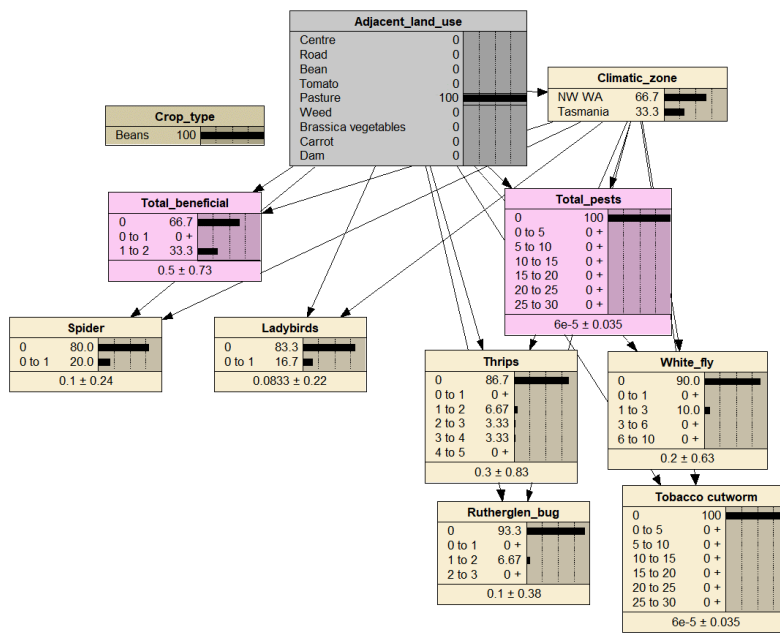 Adjacent_land_use
Centre 0
Road 0
Bean 0
Tomato 0
Pasture 100
Weed 0
Brassica vegetables 0
Carrot 0
Dam 0
Climatic_zone
NW WA 66.7
Tasmania 33.3
Crop_type
Beans 100
Total_beneficial
0 66.7
0 to 1 0 +
1 to 2 33.3
0.5 ± 0.73
Total_pests
0 100
0 to 5 0 +
5 to 10 0 +
10 to 15 0 +
15 to 20 0 +
20 to 25 0 +
25 to 30 0 +
6e-5 ± 0.035
Spider
0 80.0
0 to 1 20.0
0.1 ± 0.24
Ladybirds
0 83.3
0 to 1 16.7
0.0833 ± 0.22
Thrips
0 86.7
0 to 1 0 +
1 to 2 6.67
2 to 3 3.33
3 to 4 3.33
4 to 5 0 +
0.3 ± 0.83
White_fly
0 90.0
0 to 1 0 +
1 to 3 10.0
3 to 6 0 +
6 to 10 0 +
0.2 ± 0.63
Rutherglen_bug
0 93.3
0 to 1 0 +
1 to 2 6.67
2 to 3 0 +
0.1 ± 0.38
Tobacco cutworm
0 100
0 to 5 0 +
5 to 10 0 +
10 to 15 0 +
15 to 20 0 +
20 to 25 0 +
25 to 30 0 +
6e-5 ± 0.035